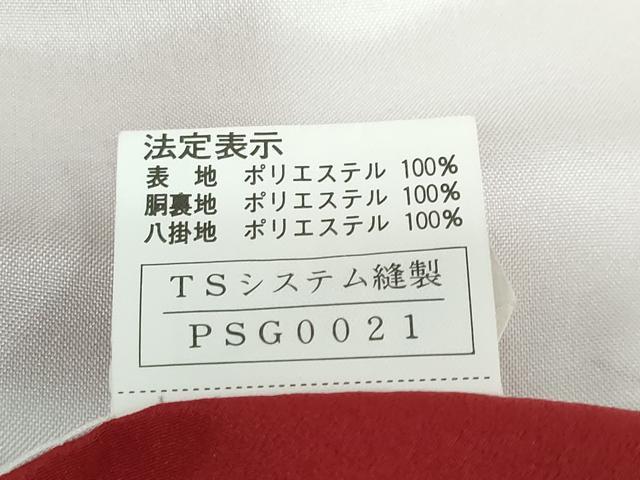 法定表示
表 地 ポリエステル 100%
胴裏地 ポリエステル 100%
八掛地 ポリエステル 100%
TSシステム縫製
PSG0021